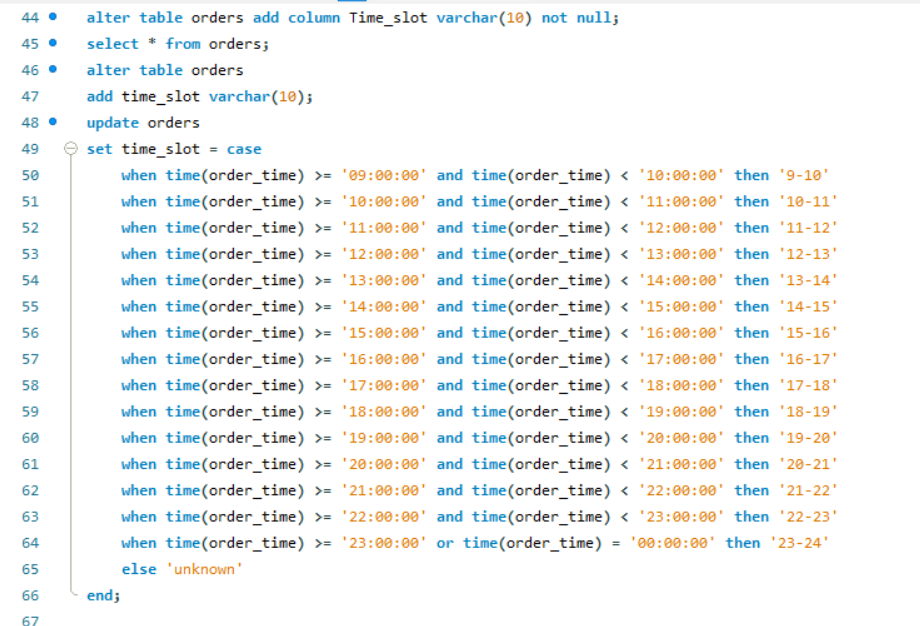 44 alter table orders add column Time_slot varchar(10) not null;
45 select * from orders;
46 alter table orders
47 add time_slot varchar(10);
48 update orders
49 set time_slot = case
50 when time(order_time) >= '09:00:00' and time(order_time) < '10:00:00' then '9-10'
51 when time(order_time) >= '10:00:00' and time(order_time) < '11:00:00' then '10-11'
52 when time(order_time) >= '11:00:00' and time(order_time) < '12:00:00' then '11-12'
53 when time(order_time) >= '12:00:00' and time(order_time) < '13:00:00' then '12-13'
54 when time(order_time) >= '13:00:00' and time(order_time) < '14:00:00' then '13-14'
55 when time(order_time) >= '14:00:00' and time(order_time) < '15:00:00' then '14-15'
56 when time(order_time) >= '15:00:00' and time(order_time) < '16:00:00' then '15-16'
57 when time(order_time) >= '16:00:00' and time(order_time) < '17:00:00' then '16-17'
58 when time(order_time) >= '17:00:00' and time(order_time) < '18:00:00' then '17-18'
59 when time(order_time) >= '18:00:00' and time(order_time) < '19:00:00' then '18-19'
60 when time(order_time) >= '19:00:00' and time(order_time) < '20:00:00' then '19-20'
61 when time(order_time) >= '20:00:00' and time(order_time) < '21:00:00' then '20-21'
62 when time(order_time) >= '21:00:00' and time(order_time) < '22:00:00' then '21-22'
63 when time(order_time) >= '22:00:00' and time(order_time) < '23:00:00' then '22-23'
64 when time(order_time) >= '23:00:00' or time(order_time) = '00:00:00' then '23-24'
65 else 'unknown'
66 end;
67